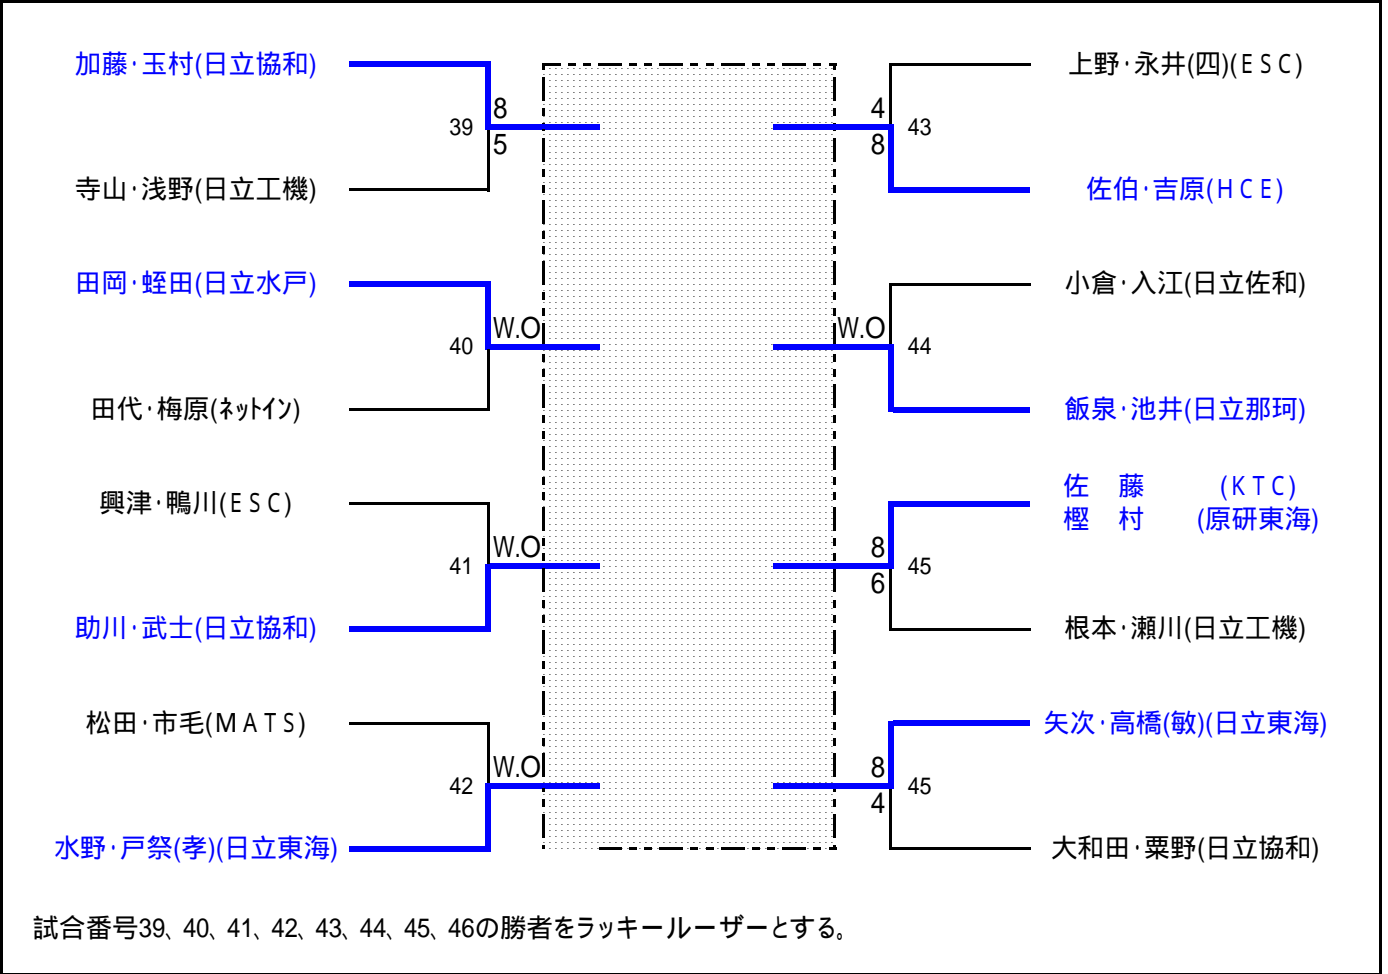 加藤･玉村(日立協和)
39
8
5
寺山･浅野(日立工機)
田岡･蛭田(日立水戸)
40
W.O
田代･梅原(ﾈｯﾄｲﾝ)
興津･鴨川(ESC)
41
W.O
助川･武士(日立協和)
松田･市毛(MATS)
42
W.O
水野･戸祭(孝)(日立東海)
上野･永井(四)(ESC)
4
8
43
佐伯･吉原(HCE)
小倉･入江(日立佐和)
W.O
44
飯泉･池井(日立那珂)
佐　藤　　(KTC)
樫　村　　(原研東海)
8
6
45
根本･瀬川(日立工機)
矢次･高橋(敏)(日立東海)
8
4
45
大和田･粟野(日立協和)
試合番号39、40、41、42、43、44、45、46の勝者をラッキールーザーとする。